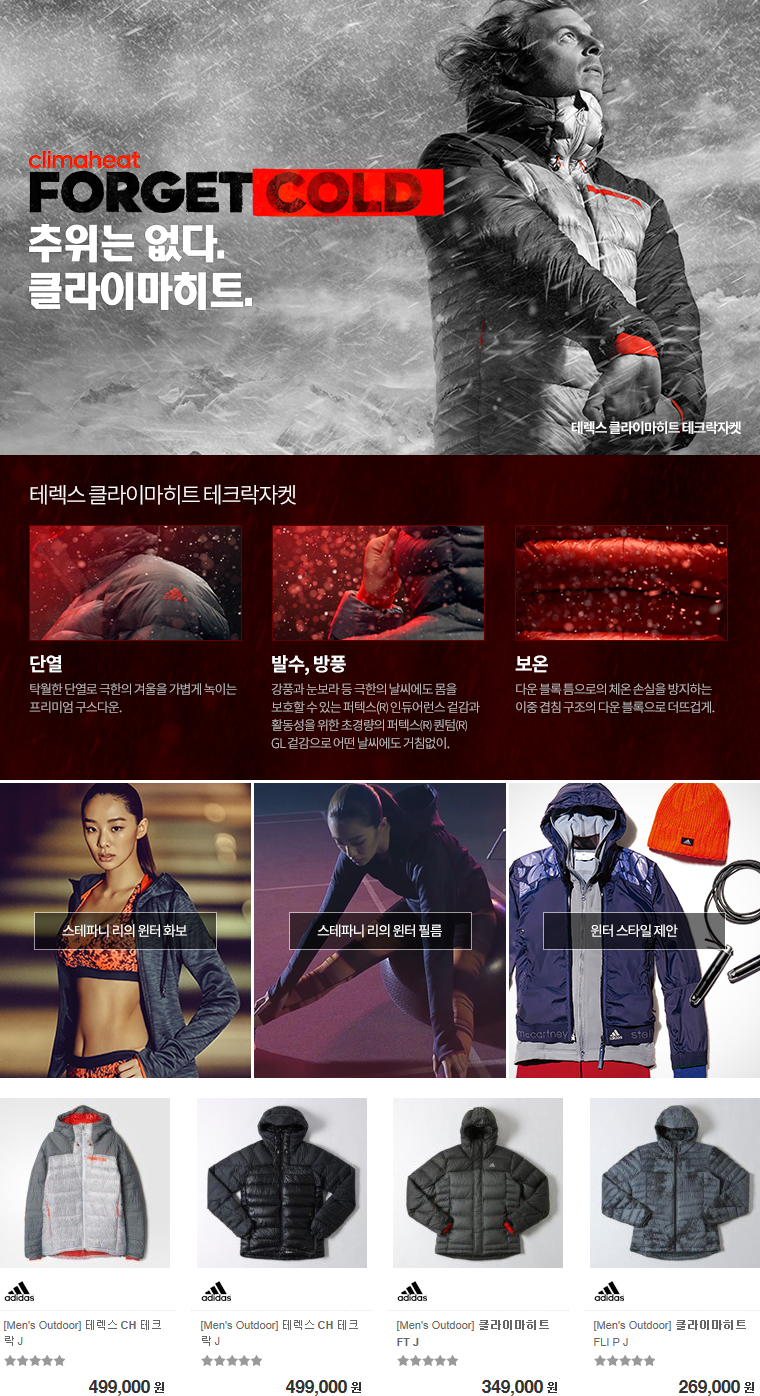 climaheat
FORGET COLD
추위는 없다.
클라이마히트.
테렉스 클라이마히트 테크락자켓
테렉스 클라이마히트 테크락자켓
단열
탁월한 단열로 극한의 겨울을 가볍게 녹이는
프리미엄 구스다운.
발수, 방풍
강풍과 눈보라 등 극한의 날씨에도 몸을
보호할 수 있는 퍼텍스(R) 인듀어런스 겉감과
활동성을 위한 초경량의 퍼텍스(R) 퀀텀(R)
GL 겉감으로 어떤 날씨에도 거침없이.
보온
다운 블록 틈으로의 체온 손실을 방지하는
이중 겹침 구조의 다운 블록으로 더뜨겁게.
스테파니 리의 윈터 화보
스테파니 리의 윈터 필름
윈터 스타일 제안
mccartney
adidas
stell
adidas
[Men's Outdoor] 테렉스 CH 테크
락 J
499,000 원
adidas
[Men's Outdoor] 테렉스 CH 테크
락 J
499,000 원
adidas
[Men's Outdoor] 클라이마히트
FT J
349,000 원
adidas
[Men's Outdoor] 클라이마히트
FLI P J
269,000 원